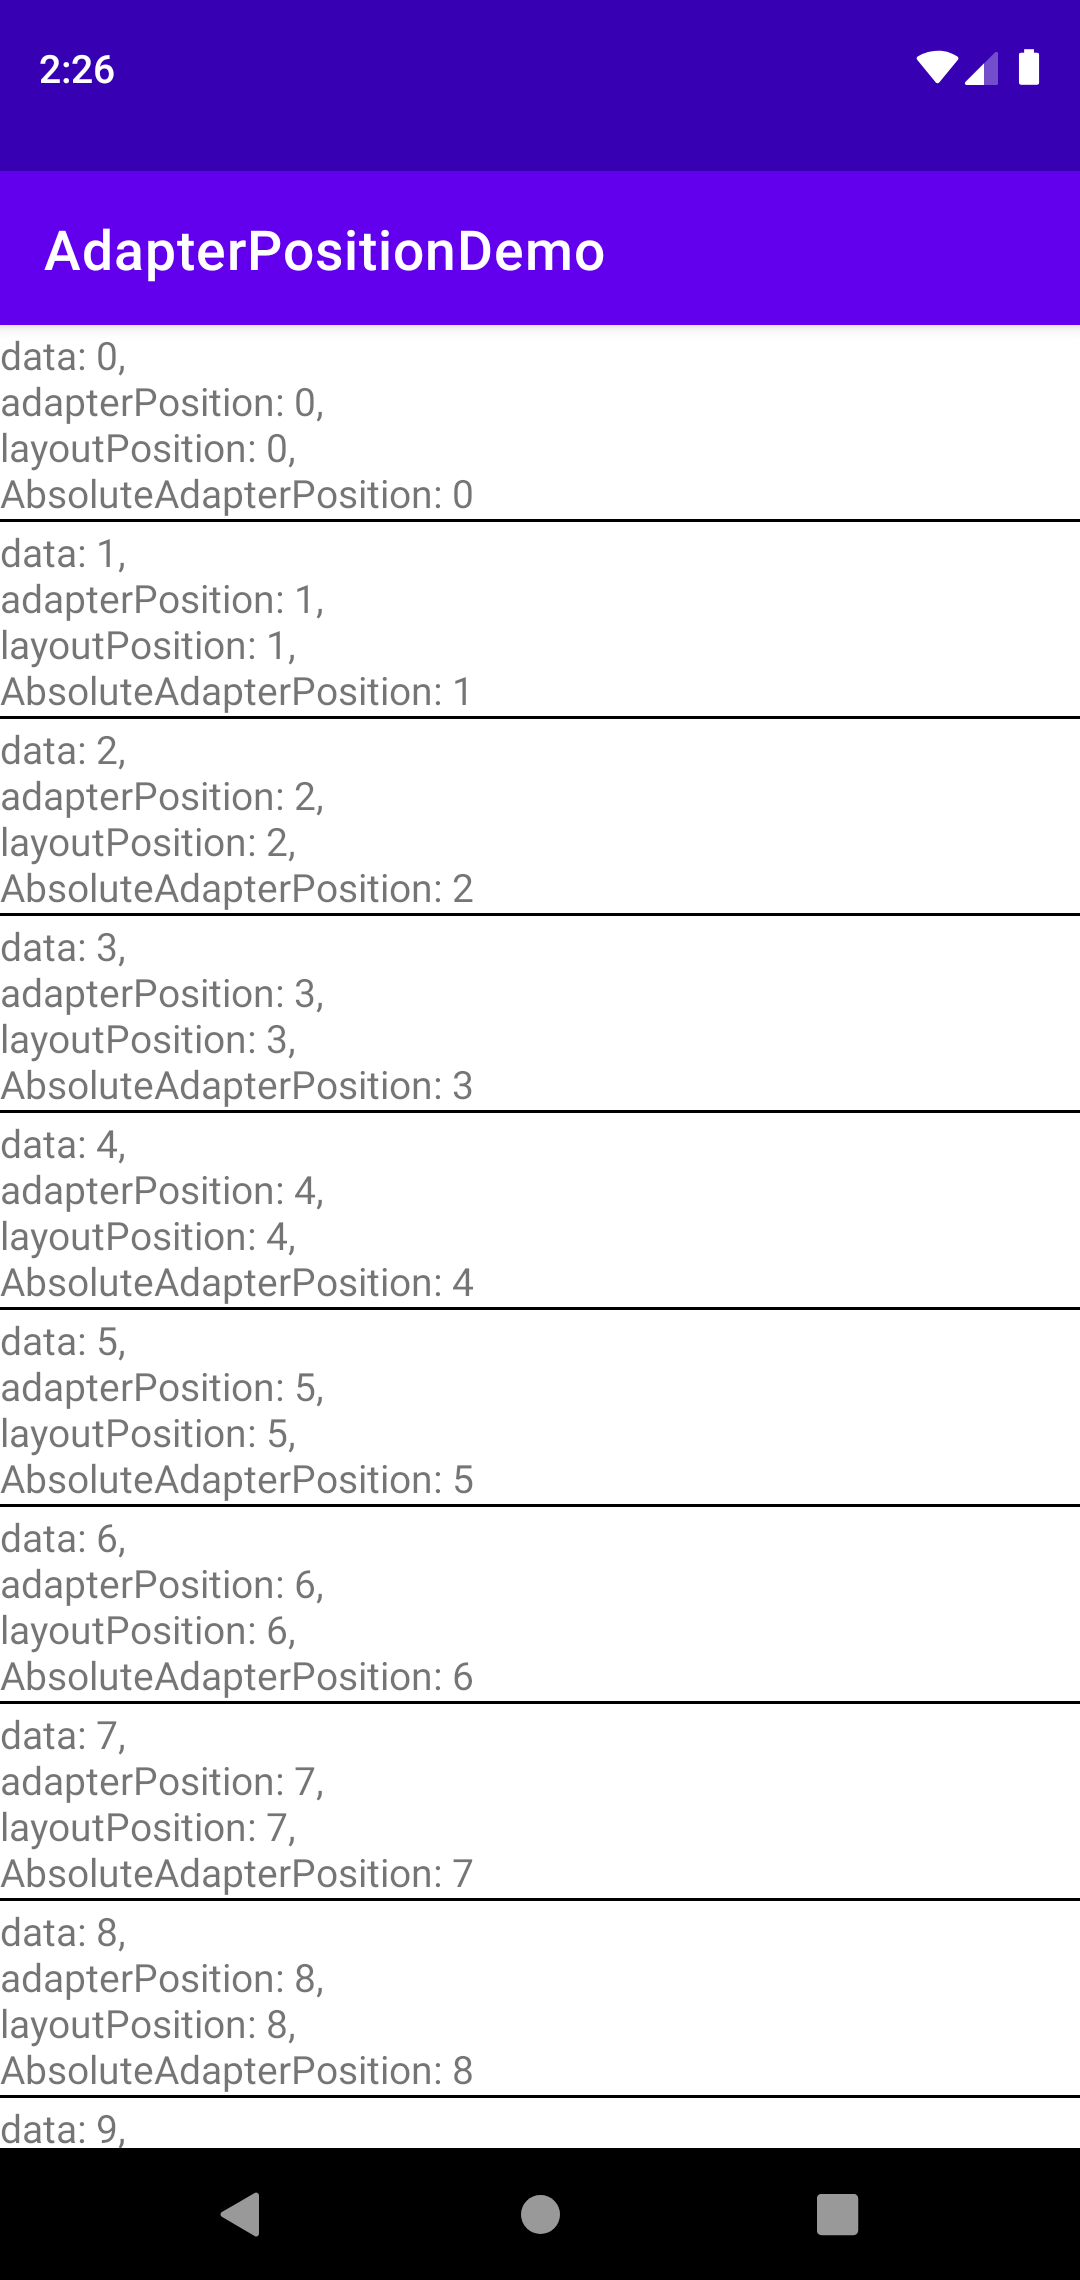 2:26
AdapterPositionDemo
data: 0,
adapterPosition: 0,
layoutPosition: 0,
AbsoluteAdapterPosition: 0
data: 1,
adapterPosition: 1,
layoutPosition: 1,
AbsoluteAdapterPosition: 1
data: 2,
adapterPosition: 2,
layoutPosition: 2,
AbsoluteAdapterPosition: 2
data: 3,
adapterPosition: 3,
layoutPosition: 3,
AbsoluteAdapterPosition: 3
data: 4,
adapterPosition: 4,
layoutPosition: 4,
AbsoluteAdapterPosition: 4
data: 5,
adapterPosition: 5,
layoutPosition: 5,
AbsoluteAdapterPosition: 5
data: 6,
adapterPosition: 6,
layoutPosition: 6,
AbsoluteAdapterPosition: 6
data: 7,
adapterPosition: 7,
layoutPosition: 7,
AbsoluteAdapterPosition: 7
data: 8,
adapterPosition: 8,
layoutPosition: 8,
AbsoluteAdapterPosition: 8
data: 9,